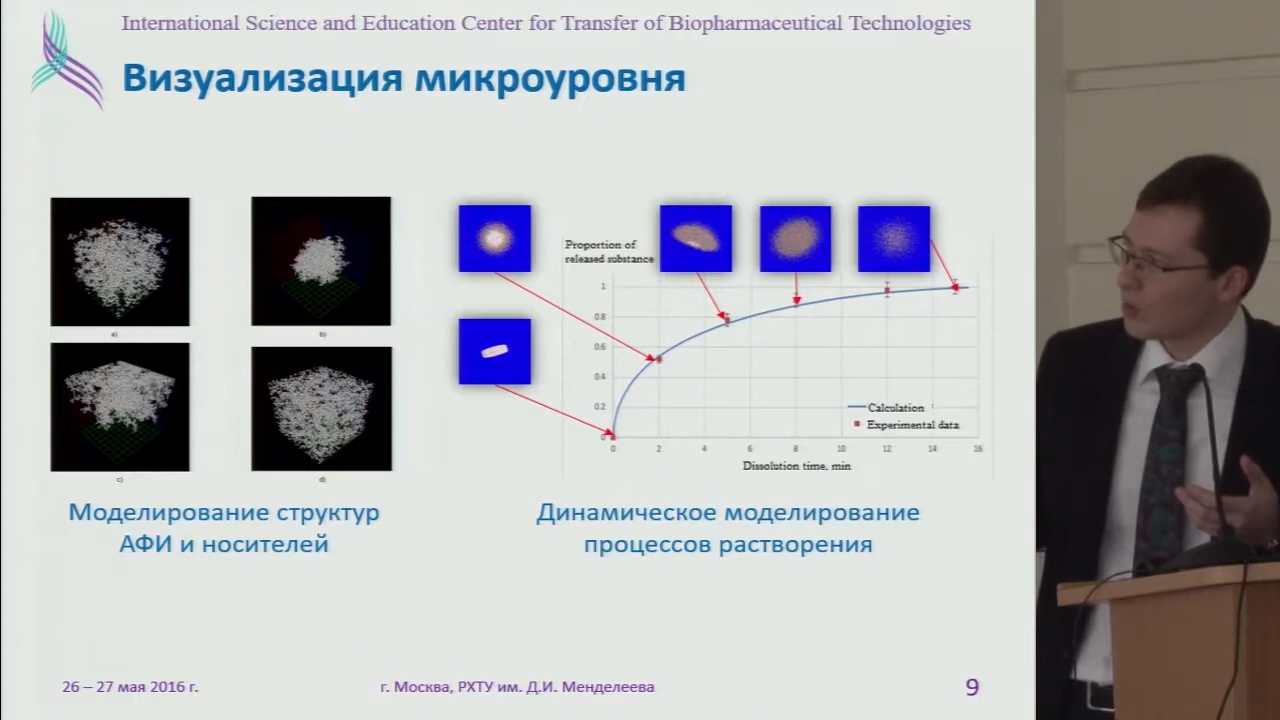 International Science and Education Center for Transfer of Biopharmaceutical Technologies
Визуализация микроуровня
a)
b)
c)
d)
Моделирование структур
АФИ и носителей
Proportion of
released substance
1
0.8
0.6
0.4
0.2
0
0 2 4 6 8 10 12 14 16
Calculation
Experimental data
Dissolution time, min
Динамическое моделирование
процессов растворения
26 – 27 мая 2016 г.
г. Москва, РХТУ им. Д.И. Менделеева
9